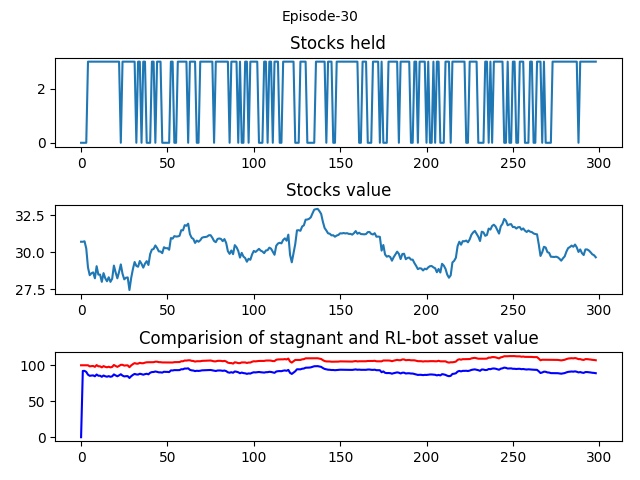 Episode-30
Stocks held
2
0
0 50 100 150 200 250 300
Stocks value
32.5
30.0
27.5
0 50 100 150 200 250 300
Comparision of stagnant and RL-bot asset value
100
50
0
0 50 100 150 200 250 300